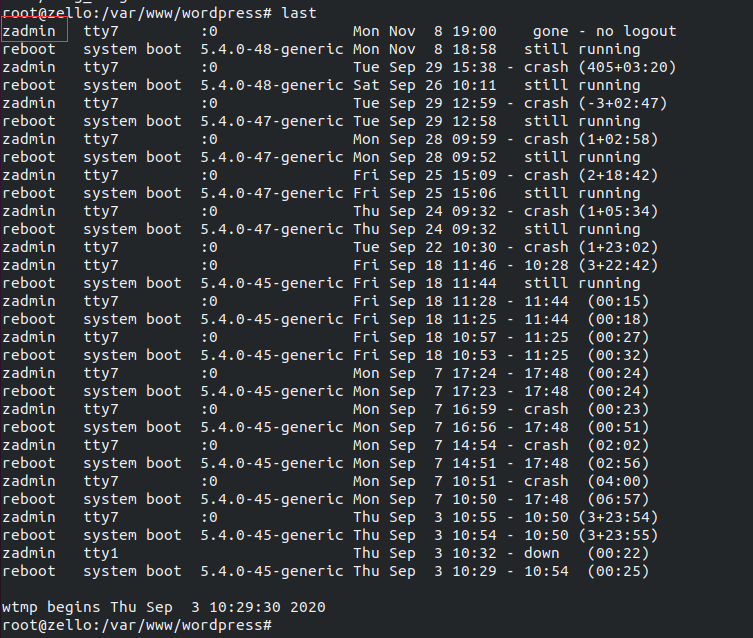 root@zello:/var/www/wordpress# last
zadmin   tty7         :0               Mon Nov  8 19:00    gone - no logout
reboot   system boot  5.4.0-48-generic Mon Nov  8 18:58   still running
zadmin   tty7         :0               Tue Sep 29 15:38 - crash (405+03:20)
reboot   system boot  5.4.0-48-generic Sat Sep 26 10:11   still running
zadmin   tty7         :0               Tue Sep 29 12:59 - crash (-3+02:47)
reboot   system boot  5.4.0-47-generic Tue Sep 29 12:58   still running
zadmin   tty7         :0               Mon Sep 28 09:59 - crash (1+02:58)
reboot   system boot  5.4.0-47-generic Mon Sep 28 09:52   still running
zadmin   tty7         :0               Fri Sep 25 15:09 - crash (2+18:42)
reboot   system boot  5.4.0-47-generic Fri Sep 25 15:06   still running
zadmin   tty7         :0               Thu Sep 24 09:32 - crash (1+05:34)
reboot   system boot  5.4.0-47-generic Thu Sep 24 09:32   still running
zadmin   tty7         :0               Tue Sep 22 10:30 - crash (1+23:02)
zadmin   tty7         :0               Fri Sep 18 11:46 - 10:28 (3+22:42)
reboot   system boot  5.4.0-45-generic Fri Sep 18 11:44   still running
zadmin   tty7         :0               Fri Sep 18 11:28 - 11:44  (00:15)
reboot   system boot  5.4.0-45-generic Fri Sep 18 11:25 - 11:44  (00:18)
zadmin   tty7         :0               Fri Sep 18 10:57 - 11:25  (00:27)
reboot   system boot  5.4.0-45-generic Fri Sep 18 10:53 - 11:25  (00:32)
zadmin   tty7         :0               Mon Sep  7 17:24 - 17:48  (00:24)
reboot   system boot  5.4.0-45-generic Mon Sep  7 17:23 - 17:48  (00:24)
zadmin   tty7         :0               Mon Sep  7 16:59 - crash  (00:23)
reboot   system boot  5.4.0-45-generic Mon Sep  7 16:56 - 17:48  (00:51)
zadmin   tty7         :0               Mon Sep  7 14:54 - crash  (02:02)
reboot   system boot  5.4.0-45-generic Mon Sep  7 14:51 - 17:48  (02:56)
zadmin   tty7         :0               Mon Sep  7 10:51 - crash  (04:00)
reboot   system boot  5.4.0-45-generic Mon Sep  7 10:50 - 17:48  (06:57)
zadmin   tty7         :0               Thu Sep  3 10:55 - 10:50 (3+23:54)
reboot   system boot  5.4.0-45-generic Thu Sep  3 10:54 - 10:50 (3+23:55)
zadmin   tty1                          Thu Sep  3 10:32 - down   (00:22)
reboot   system boot  5.4.0-45-generic Thu Sep  3 10:29 - 10:54  (00:25)
wtmp begins Thu Sep  3 10:29:30 2020
root@zello:/var/www/wordpress#